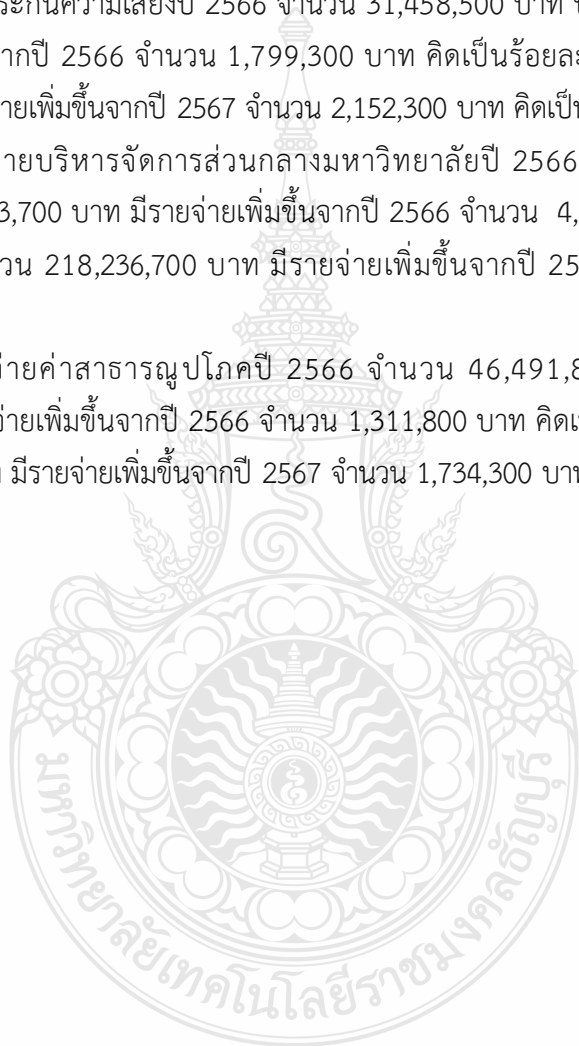 ระกันความเสี่ยงปี 2566 จำนวน 31,458,500 บาท
จากปี 2566 จำนวน 1,799,300 บาท คิดเป็นร้อยละ
จ่ายเพิ่มขึ้นจากปี 2567 จำนวน 2,152,300 บาท คิดเป็น
ายบริหารจัดการส่วนกลางมหาวิทยาลัยปี 2566
3,700 บาท มีรายจ่ายเพิ่มขึ้นจากปี 2566 จำนวน 4,
วน 218,236,700 บาท มีรายจ่ายเพิ่มขึ้นจากปี 25
จ่ายค่าสาธารณูปโภคปี 2566 จำนวน 46,491,8
จ่ายเพิ่มขึ้นจากปี 2566 จำนวน 1,311,800 บาท คิดเ
มีรายจ่ายเพิ่มขึ้นจากปี 2567 จำนวน 1,734,300 บาท
มหาวิทยาลัยเทคโนโลยีราชมงคลธัญบุรี